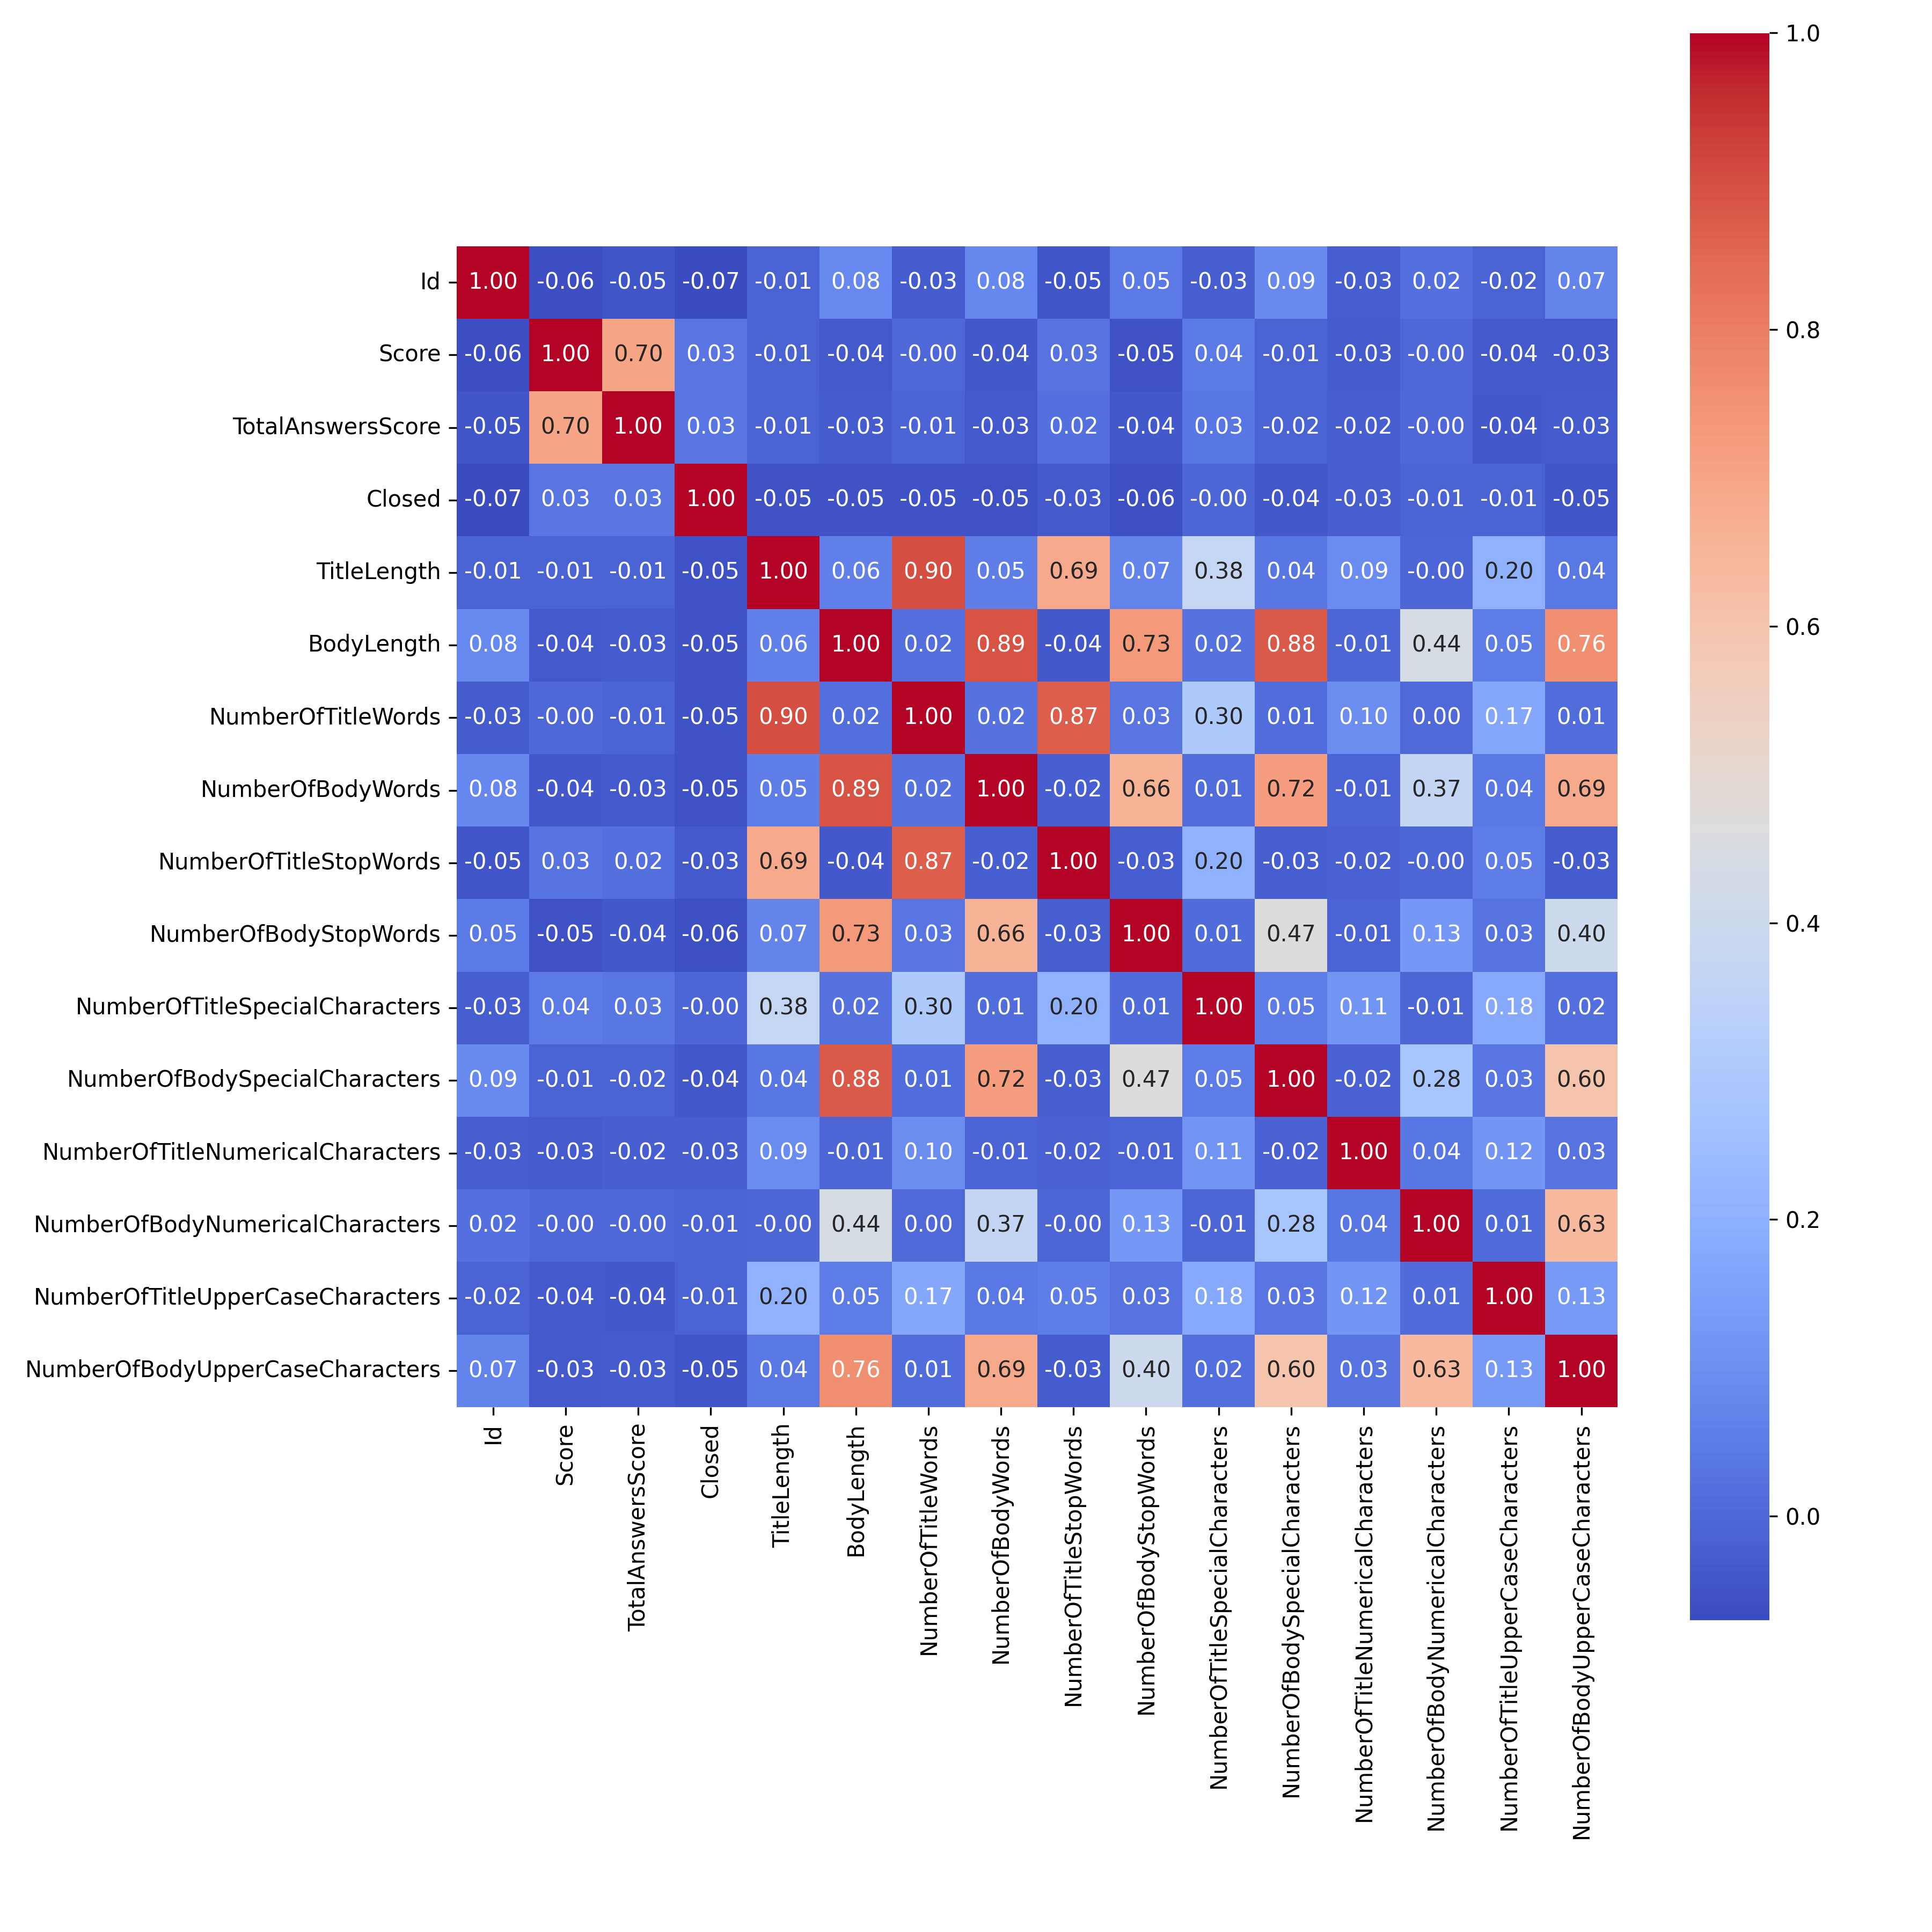 1.0
Id 1.00 -0.06 -0.05 -0.07 -0.01 0.08 -0.03 0.08 -0.05 0.05 -0.03 0.09 -0.03 0.02 -0.02 0.07
0.8
Score -0.06 1.00 0.70 0.03 -0.01 -0.04 -0.00 -0.04 0.03 -0.05 0.04 -0.01 -0.03 -0.00 -0.04 -0.03
TotalAnswersScore -0.05 0.70 1.00 0.03 -0.01 -0.03 -0.01 -0.03 0.02 -0.04 0.03 -0.02 -0.02 -0.00 -0.04 -0.03
Closed -0.07 0.03 0.03 1.00 -0.05 -0.05 -0.05 -0.05 -0.03 -0.06 -0.00 -0.04 -0.03 -0.01 -0.01 -0.05
TitleLength -0.01 -0.01 -0.01 -0.05 1.00 0.06 0.90 0.05 0.69 0.07 0.38 0.04 0.09 -0.00 0.20 0.04
0.6
BodyLength 0.08 -0.04 -0.03 -0.05 0.06 1.00 0.02 0.89 -0.04 0.73 0.02 0.88 -0.01 0.44 0.05 0.76
NumberOfTitleWords -0.03 -0.00 -0.01 -0.05 0.90 0.02 1.00 0.02 0.87 0.03 0.30 0.01 0.10 0.00 0.17 0.01
NumberOfBodyWords 0.08 -0.04 -0.03 -0.05 0.05 0.89 0.02 1.00 -0.02 0.66 0.01 0.72 -0.01 0.37 0.04 0.69
NumberOfTitleStopWords -0.05 0.03 0.02 -0.03 0.69 -0.04 0.87 -0.02 1.00 -0.03 0.20 -0.03 -0.02 -0.00 0.05 -0.03
0.4
NumberOfBodyStopWords 0.05 -0.05 -0.04 -0.06 0.07 0.73 0.03 0.66 -0.03 1.00 0.01 0.47 -0.01 0.13 0.03 0.40
NumberOfTitleSpecialCharacters -0.03 0.04 0.03 -0.00 0.38 0.02 0.30 0.01 0.20 0.01 1.00 0.05 0.11 -0.01 0.18 0.02
NumberOfBodySpecialCharacters 0.09 -0.01 -0.02 -0.04 0.04 0.88 0.01 0.72 -0.03 0.47 0.05 1.00 -0.02 0.28 0.03 0.60
NumberOfTitleNumericalCharacters -0.03 -0.03 -0.02 -0.03 0.09 -0.01 0.10 -0.01 -0.02 -0.01 0.11 -0.02 1.00 0.04 0.12 0.03
0.2
NumberOfBodyNumericalCharacters 0.02 -0.00 -0.00 -0.01 -0.00 0.44 0.00 0.37 -0.00 0.13 -0.01 0.28 0.04 1.00 0.01 0.63
NumberOfTitleUpperCaseCharacters -0.02 -0.04 -0.04 -0.01 0.20 0.05 0.17 0.04 0.05 0.03 0.18 0.03 0.12 0.01 1.00 0.13
NumberOfBodyUpperCaseCharacters 0.07 -0.03 -0.03 -0.05 0.04 0.76 0.01 0.69 -0.03 0.40 0.02 0.60 0.03 0.63 0.13 1.00
0.0
Id
Score
TotalAnswersScore
Closed
TitleLength
BodyLength
NumberOfTitleWords
NumberOfBodyWords
NumberOfTitleStopWords
NumberOfBodyStopWords
NumberOfTitleSpecialCharacters
NumberOfBodySpecialCharacters
NumberOfTitleNumericalCharacters
NumberOfBodyNumericalCharacters
NumberOfTitleUpperCaseCharacters
NumberOfBodyUpperCaseCharacters